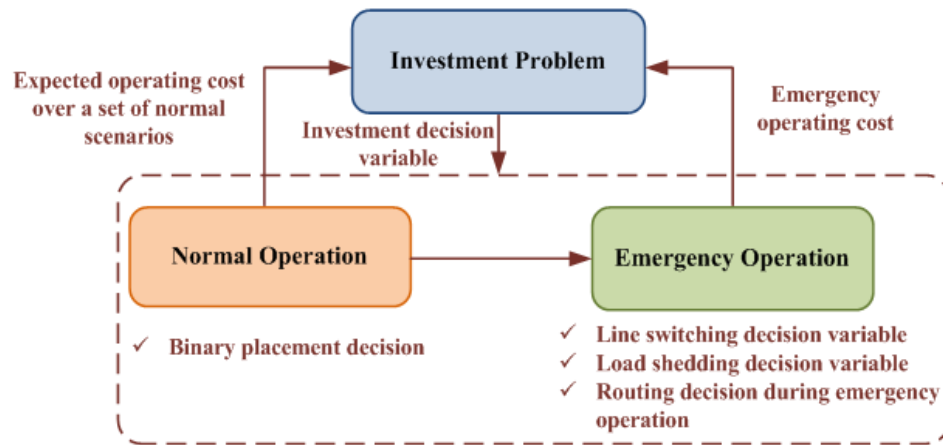 Investment Problem
Expected operating cost
over a set of normal
scenarios
Emergency
operating cost
Investment decision
variable
Normal Operation
Emergency Operation
✓ Binary placement decision
✓ Line switching decision variable
✓ Load shedding decision variable
✓ Routing decision during emergency
operation